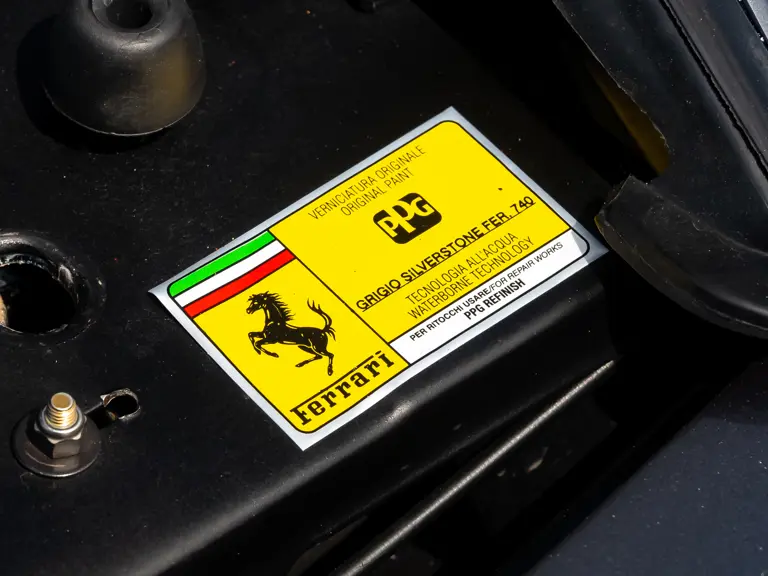 VERNICIATURA ORIGINALE
ORIGINAL PAINT
PPG
GRIGIO SILVERSTONE FER. 740
TECNOLOGIA ALL'ACQUA
WATERBORNE TECHNOLOGY
PER RITOCCHI USARE/FOR REPAIR WORKS
PPG REFINISH
Ferrari